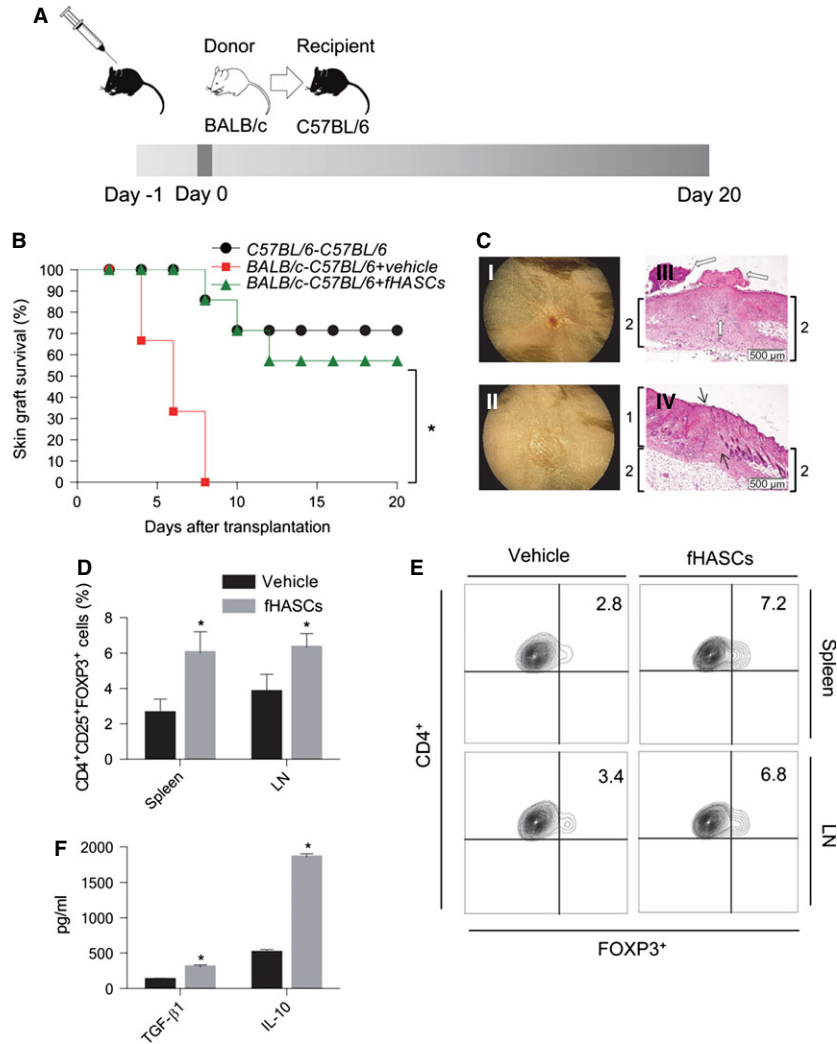 A
Donor Recipient
BALB/c C57BL/6
Day -1 Day 0 Day 20
B
C57BL/6-C57BL/6
BALB/c-C57BL/6+vehicle
BALB/c-C57BL/6+fHASCs
Skin graft survival (%)
100
90
80
70
60
50
40
30
20
10
0
0 5 10 15 20
Days after transplantation
*
C
I
III
2
2
500 µm
II
IV
1
2
2
500 µm
D
Vehicle
fHASCs
CD4⁺CD25⁺FOXP3⁺ cells (%)
8
6
4
2
0
* *
Spleen LN
E
Vehicle fHASCs
2.8 7.2
Spleen
3.4 6.8
LN
CD4⁺
FOXP3⁺
F
pg/ml
2000
1500
1000
500
0
* *
TGF-β1 IL-10